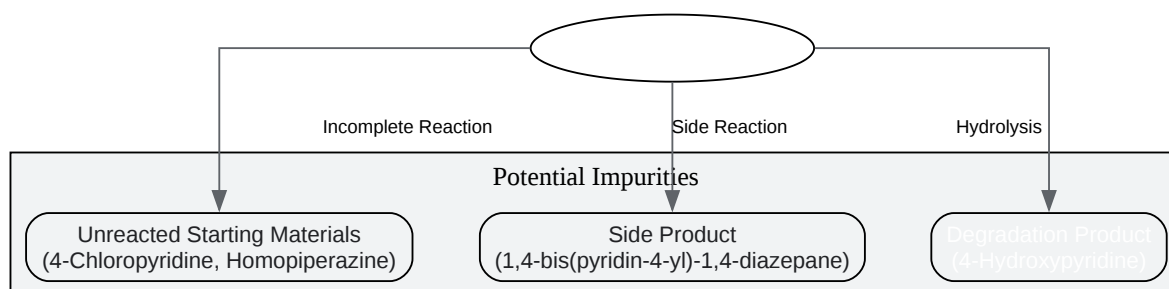 Incomplete Reaction
Side Reaction
Hydrolysis
Potential Impurities
Unreacted Starting Materials
(4-Chloropyridine, Homopiperazine)
Side Product
(1,4-bis(pyridin-4-yl)-1,4-diazepane)
Degradation Product
(4-Hydroxypyridine)